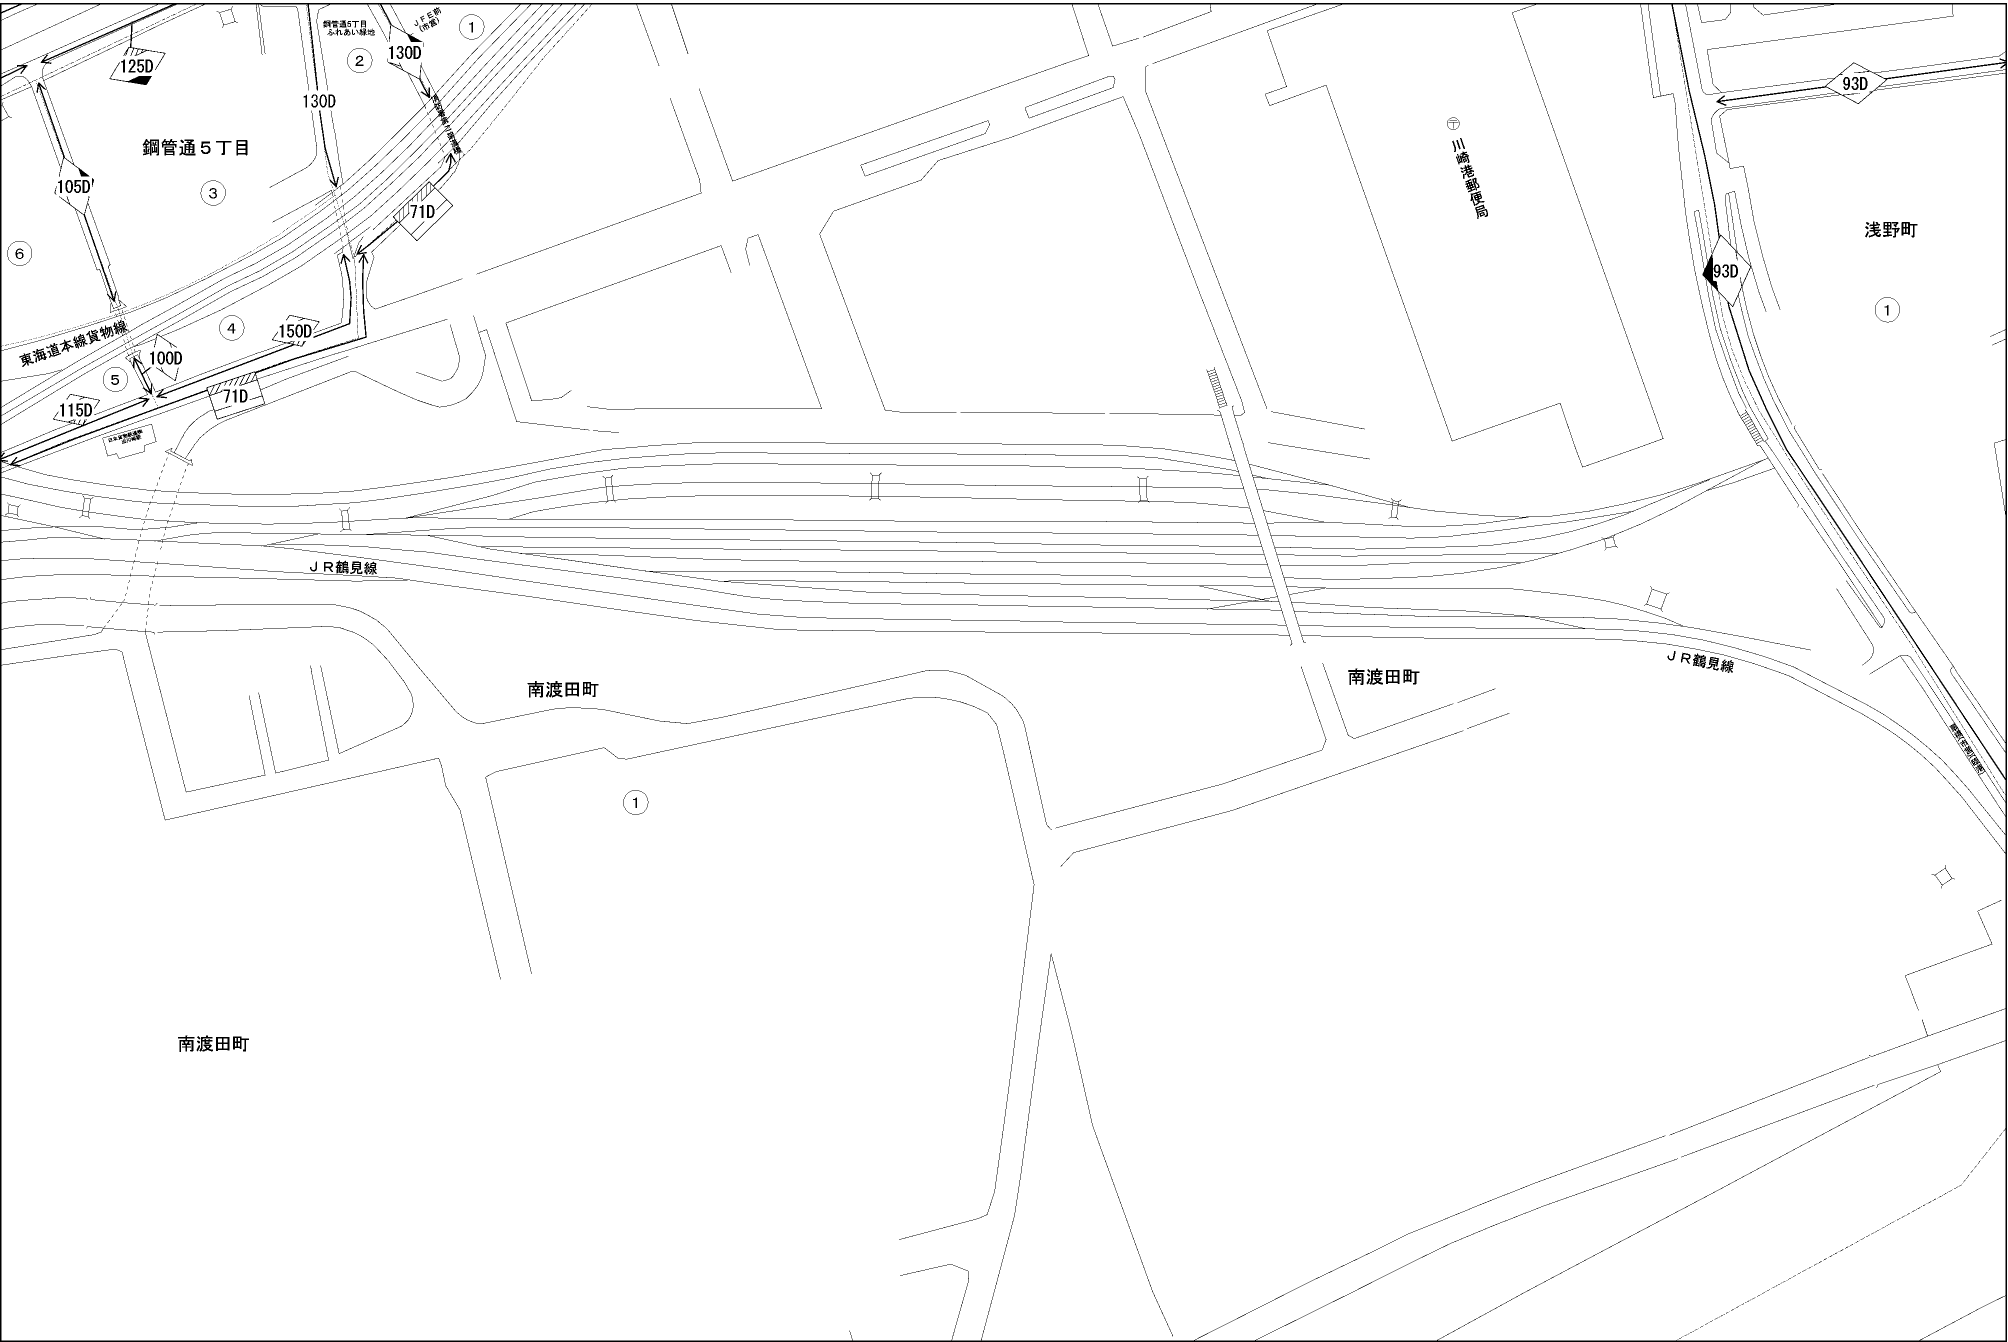 鋼管通5丁目
ふれあい緑地
ＪＦＥ前
(市営)
①
②
130D
125D
130D
93D
鋼管通５丁目
105D
③
71D
川崎港郵便局
浅野町
⑥
93D
①
④
150D
東海道本線貨物線
100D
⑤
71D
115D
ＪＲ鶴見線
ＪＲ鶴見線
南渡田町
南渡田町
①
南渡田町